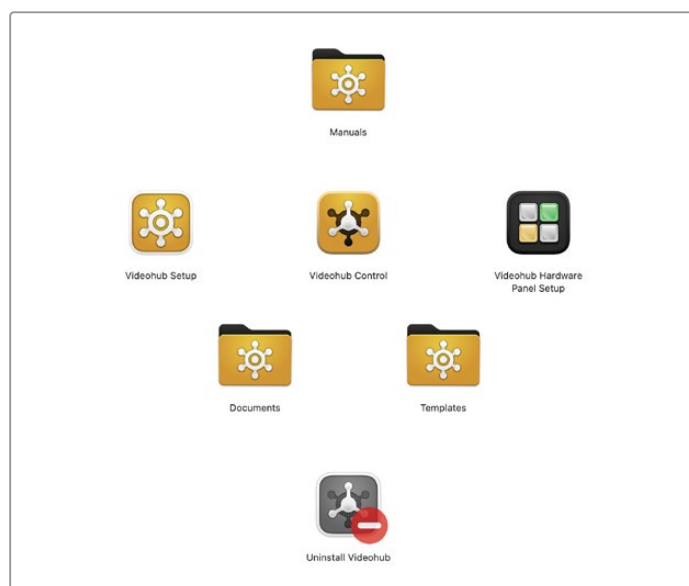 Manuals
Videohub Setup
Videohub Control
Videohub Hardware
Panel Setup
Documents
Templates
Uninstall Videohub